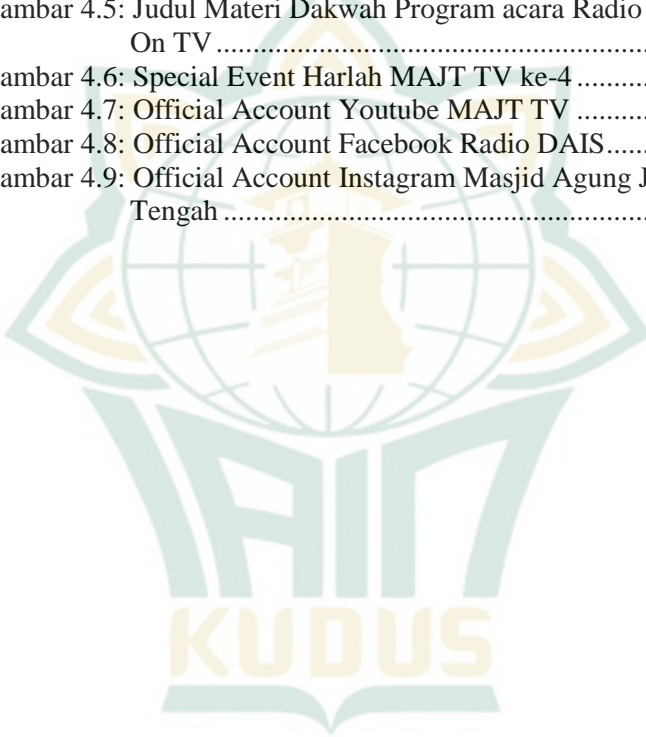 ambar 4.5: Judul Materi Dakwah Program acara Radio
On TV.......................................................
ambar 4.6: Special Event Harlah MAJT TV ke-4..........
ambar 4.7: Official Account Youtube MAJT TV..........
ambar 4.8: Official Account Facebook Radio DAIS......
ambar 4.9: Official Account Instagram Masjid Agung J
Tengah......................................................
IAIN
KUDUS